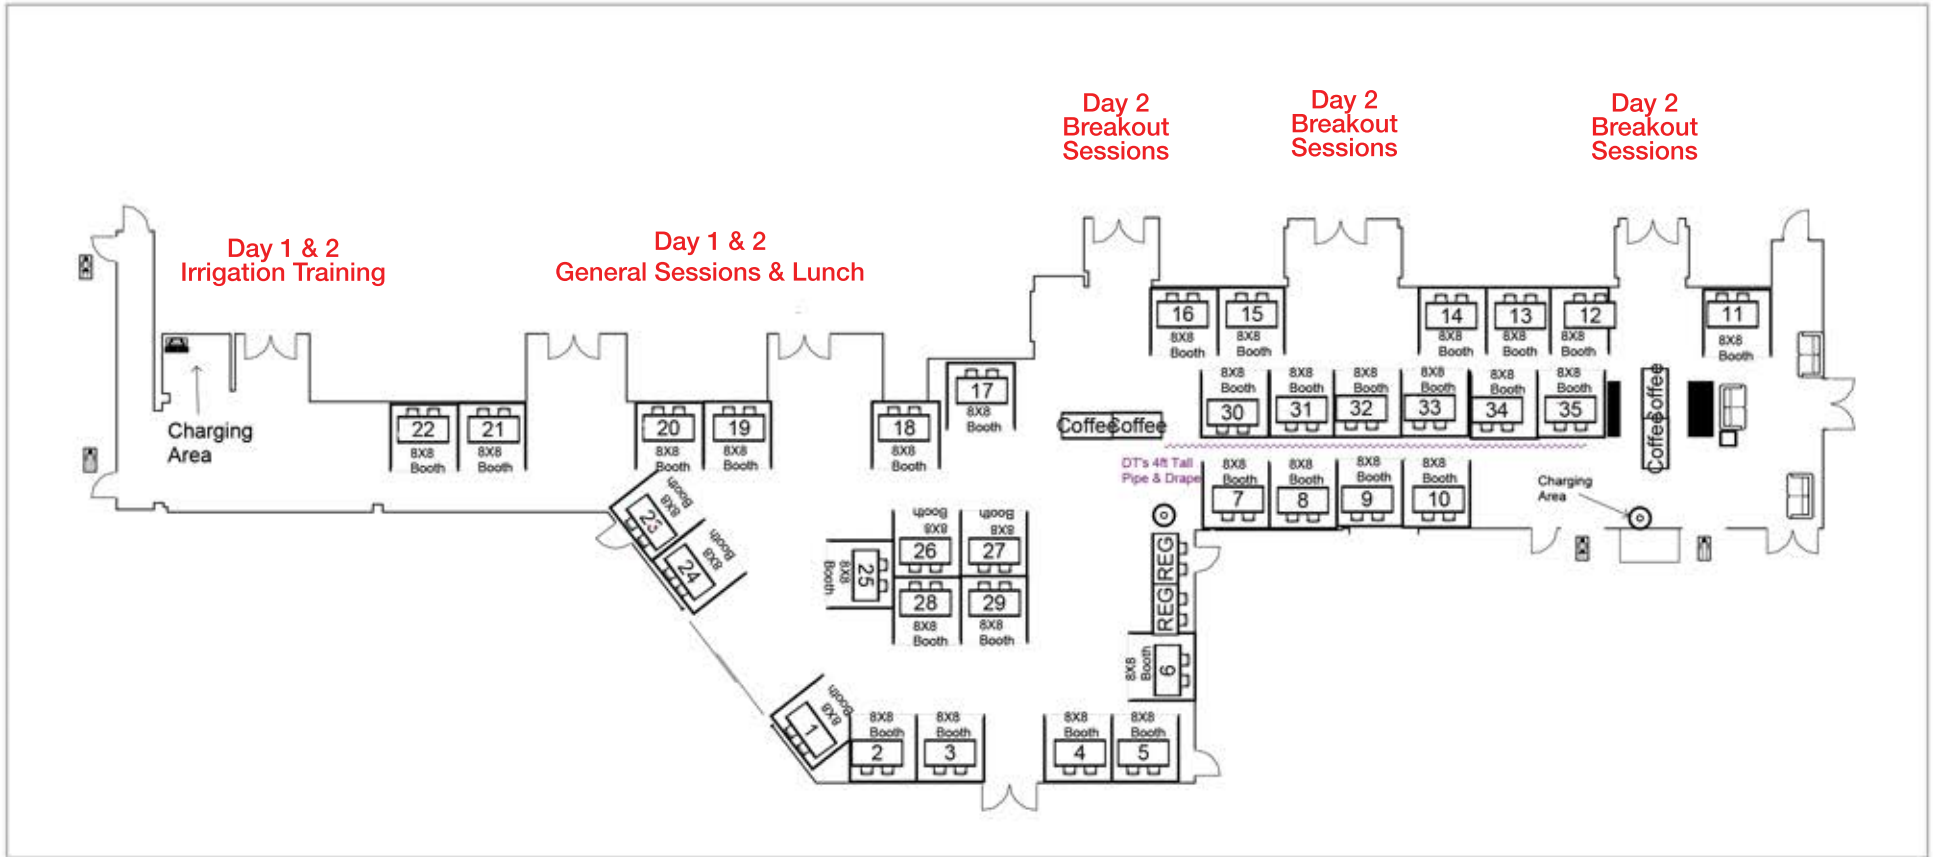 Day 2
Breakout
Sessions
Day 2
Breakout
Sessions
Day 2
Breakout
Sessions
Day 1 & 2
Irrigation Training
Day 1 & 2
General Sessions & Lunch
Charging
Area
22
8X8
Booth
21
8X8
Booth
20
8X8
Booth
19
8X8
Booth
18
8X8
Booth
17
8X8
Booth
16
8X8
Booth
15
8X8
Booth
14
8X8
Booth
13
8X8
Booth
12
8X8
Booth
11
8X8
Booth
Coffee
Coffee
8X8
Booth
30
8X8
Booth
31
8X8
Booth
32
8X8
Booth
33
8X8
Booth
34
8X8
Booth
35
Coffee
Coffee
DT's 4ft Tall
Pipe & Drape
8X8
Booth
7
8X8
Booth
8
8X8
Booth
9
8X8
Booth
10
Charging
Area
23
8X8
Booth
24
8X8
Booth
25
8X8
Booth
Booth
8X8
26
Booth
8X8
27
28
8X8
Booth
29
8X8
Booth
REG
REG
8X8
Booth
6
1
8X8
Booth
8X8
Booth
2
8X8
Booth
3
8X8
Booth
4
8X8
Booth
5